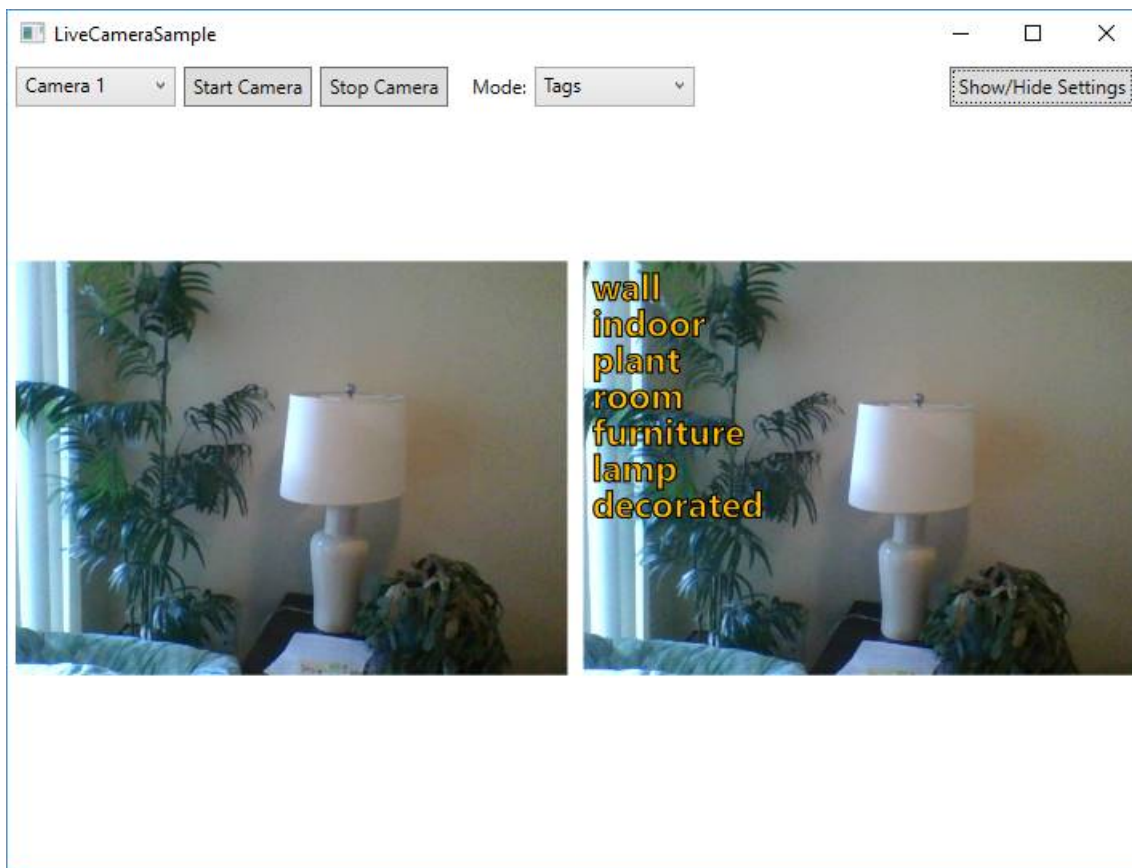 LiveCameraSample
Camera 1 Start Camera Stop Camera Mode: Tags Show/Hide Settings
wall
indoor
plant
room
furniture
lamp
decorated